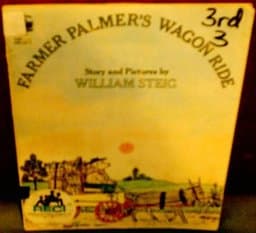 FARMER PALMER'S WAGON RIDE
3rd
3
Story and Pictures by
WILLIAM STEIG